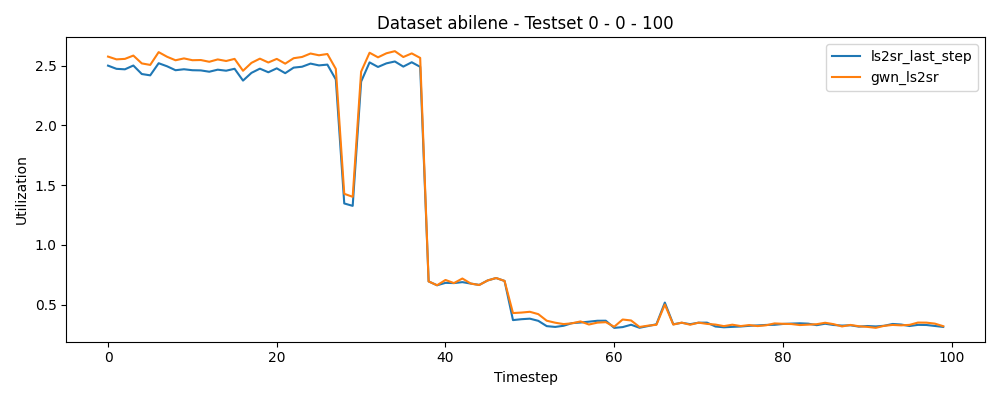 Dataset abilene - Testset 0 - 0 - 100
ls2sr_last_step
gwn_ls2sr
Utilization
2.5
2.0
1.5
1.0
0.5
0 20 40 60 80 100
Timestep